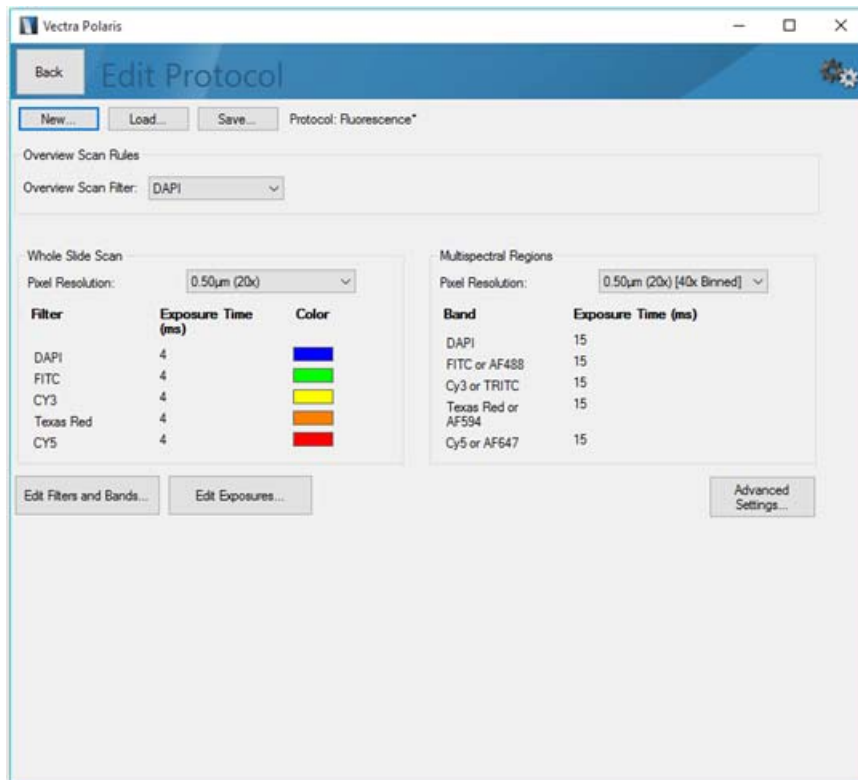 Vectra Polaris
Back
Edit Protocol
New... Load... Save... Protocol: Fluorescence*
Overview Scan Rules
Overview Scan Filter: DAPI
Whole Slide Scan
Pixel Resolution: 0.50µm (20x)
Filter Exposure Time (ms) Color
DAPI 4
FITC 4
CY3 4
Texas Red 4
CY5 4
Multispectral Regions
Pixel Resolution: 0.50µm (20x) [40x Binned]
Band Exposure Time (ms)
DAPI 15
FITC or AF488 15
Cy3 or TRITC 15
Texas Red or AF594 15
Cy5 or AF647 15
Edit Filters and Bands... Edit Exposures...
Advanced
Settings...